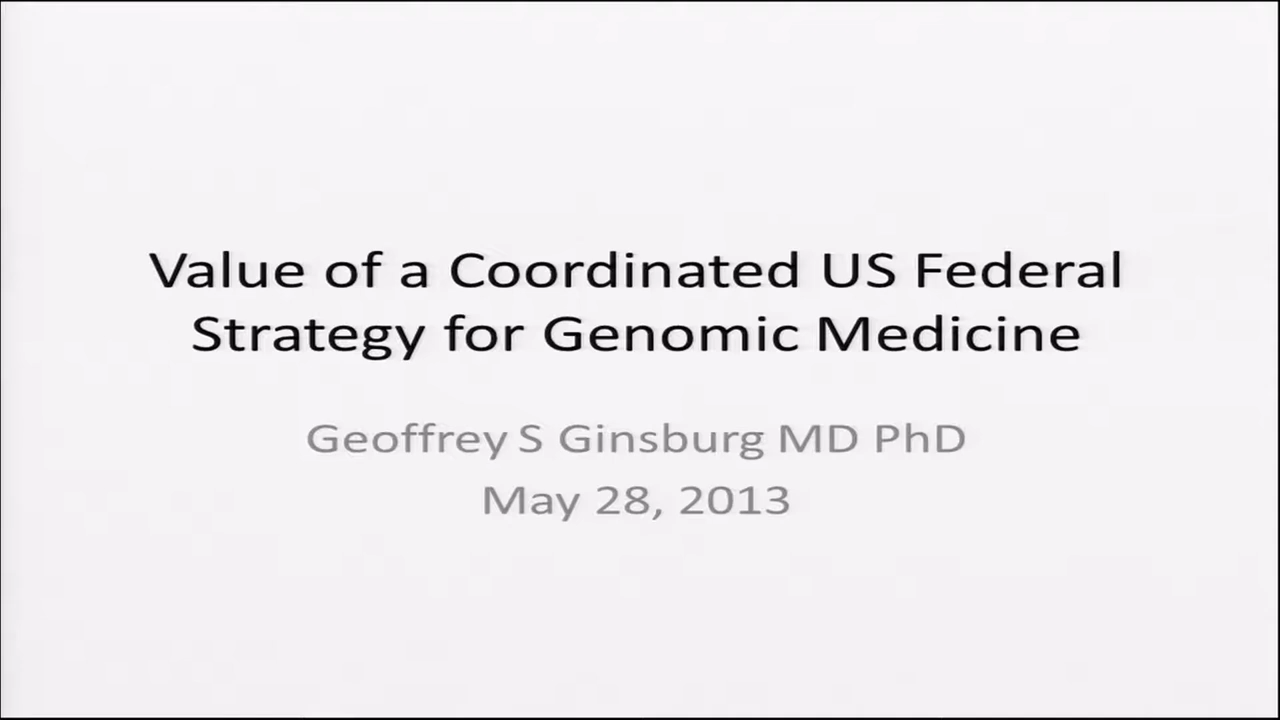 Value of a Coordinated US Federal
Strategy for Genomic Medicine
Geoffrey S Ginsburg MD PhD
May 28, 2013